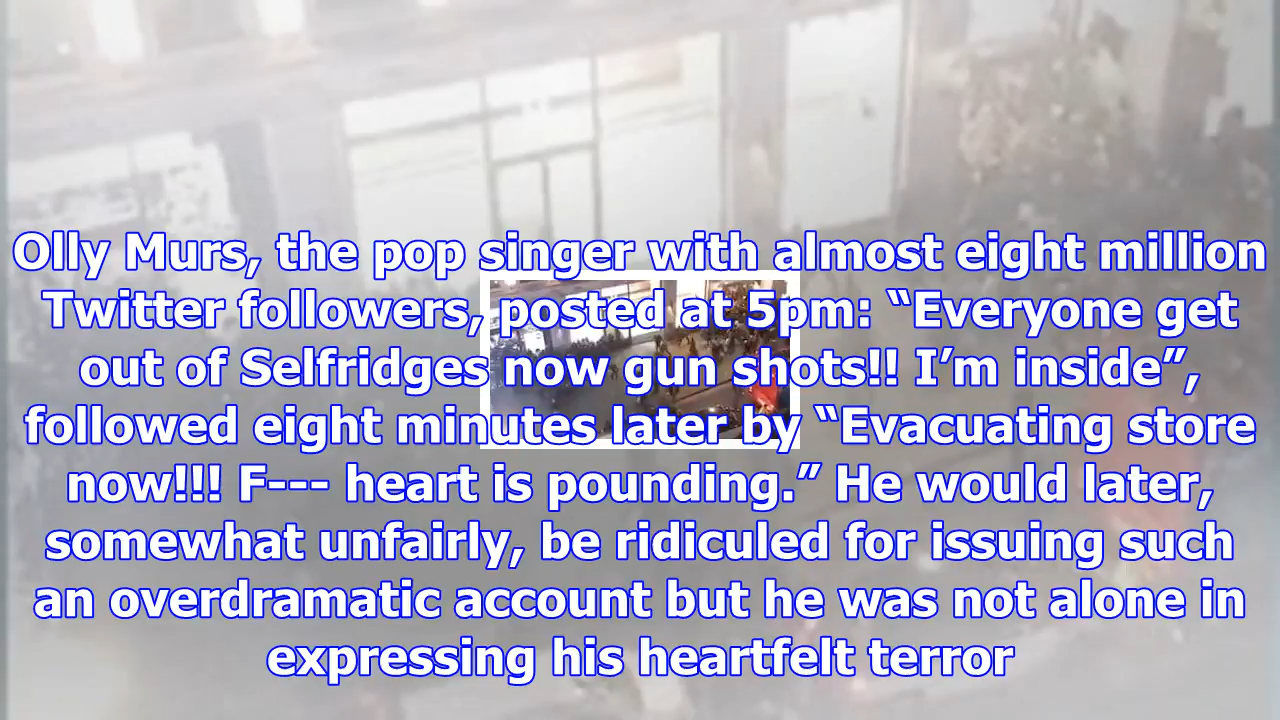 Olly Murs, the pop singer with almost eight million
Twitter followers, posted at 5pm: “Everyone get
out of Selfridges now gun shots!! I’m inside”,
followed eight minutes later by “Evacuating store
now!!! F--- heart is pounding.” He would later,
somewhat unfairly, be ridiculed for issuing such
an overdramatic account but he was not alone in
expressing his heartfelt terror